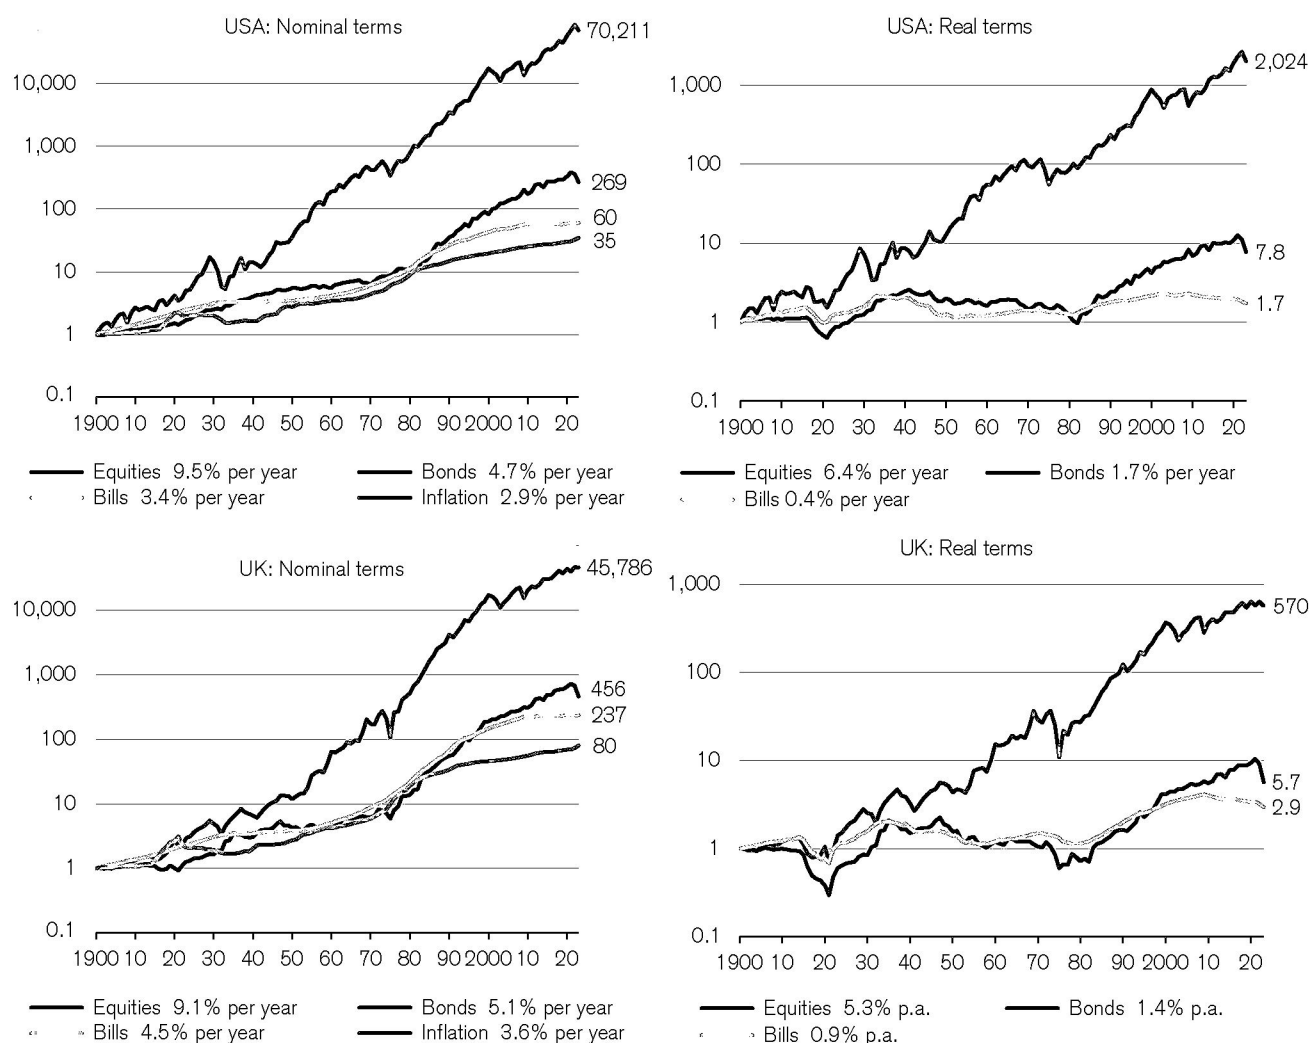 USA: Nominal terms
70,211
10,000
1,000
269
100
60
35
10
1
0.1
1900 10 20 30 40 50 60 70 80 90 2000 10 20
Equities 9.5% per year Bonds 4.7% per year
Bills 3.4% per year Inflation 2.9% per year
USA: Real terms
2,024
1,000
100
10
7.8
1.7
1
0.1
1900 10 20 30 40 50 60 70 80 90 2000 10 20
Equities 6.4% per year Bonds 1.7% per year
Bills 0.4% per year
UK: Nominal terms
45,786
10,000
1,000
456
237
100
80
10
1
0.1
1900 10 20 30 40 50 60 70 80 90 2000 10 20
Equities 9.1% per year Bonds 5.1% per year
Bills 4.5% per year Inflation 3.6% per year
UK: Real terms
1,000
570
100
10
5.7
2.9
1
0.1
1900 10 20 30 40 50 60 70 80 90 2000 10 20
Equities 5.3% p.a. Bonds 1.4% p.a.
Bills 0.9% p.a.